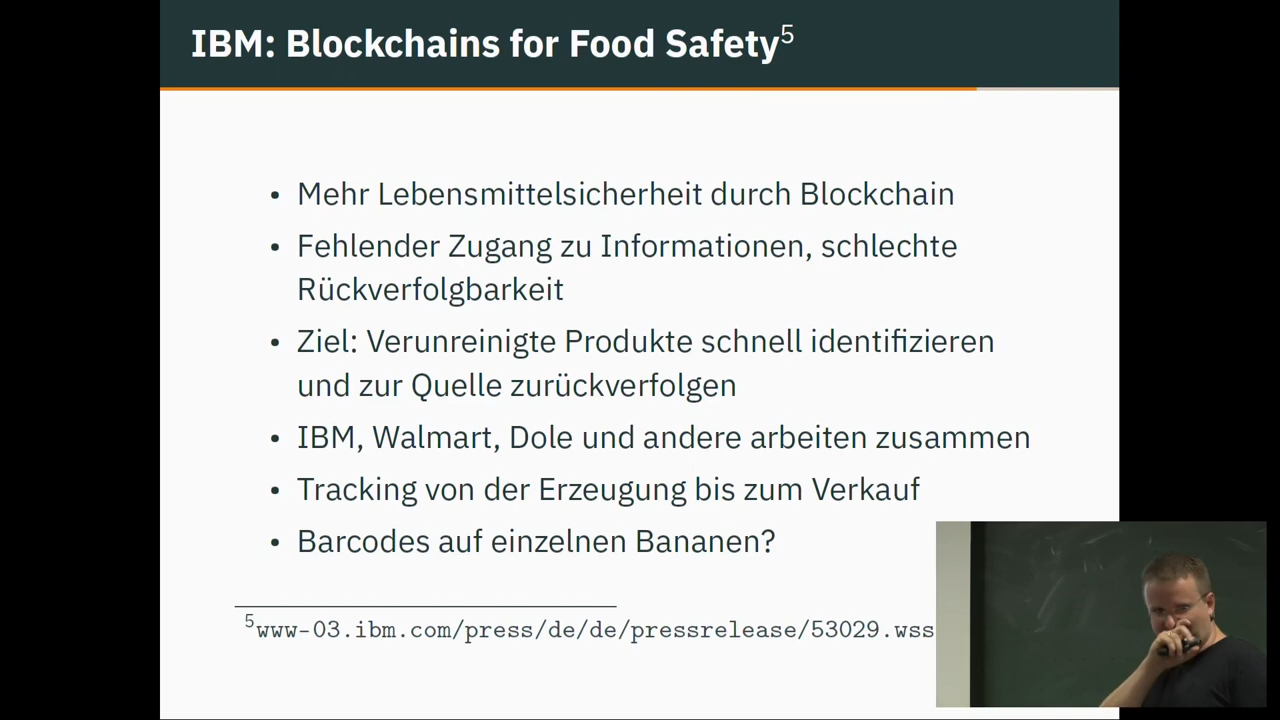 IBM: Blockchains for Food Safety⁵
• Mehr Lebensmittelsicherheit durch Blockchain
• Fehlender Zugang zu Informationen, schlechte
Rückverfolgbarkeit
• Ziel: Verunreinigte Produkte schnell identifizieren
und zur Quelle zurückverfolgen
• IBM, Walmart, Dole und andere arbeiten zusammen
• Tracking von der Erzeugung bis zum Verkauf
• Barcodes auf einzelnen Bananen?
⁵www-03.ibm.com/press/de/de/pressrelease/53029.wss